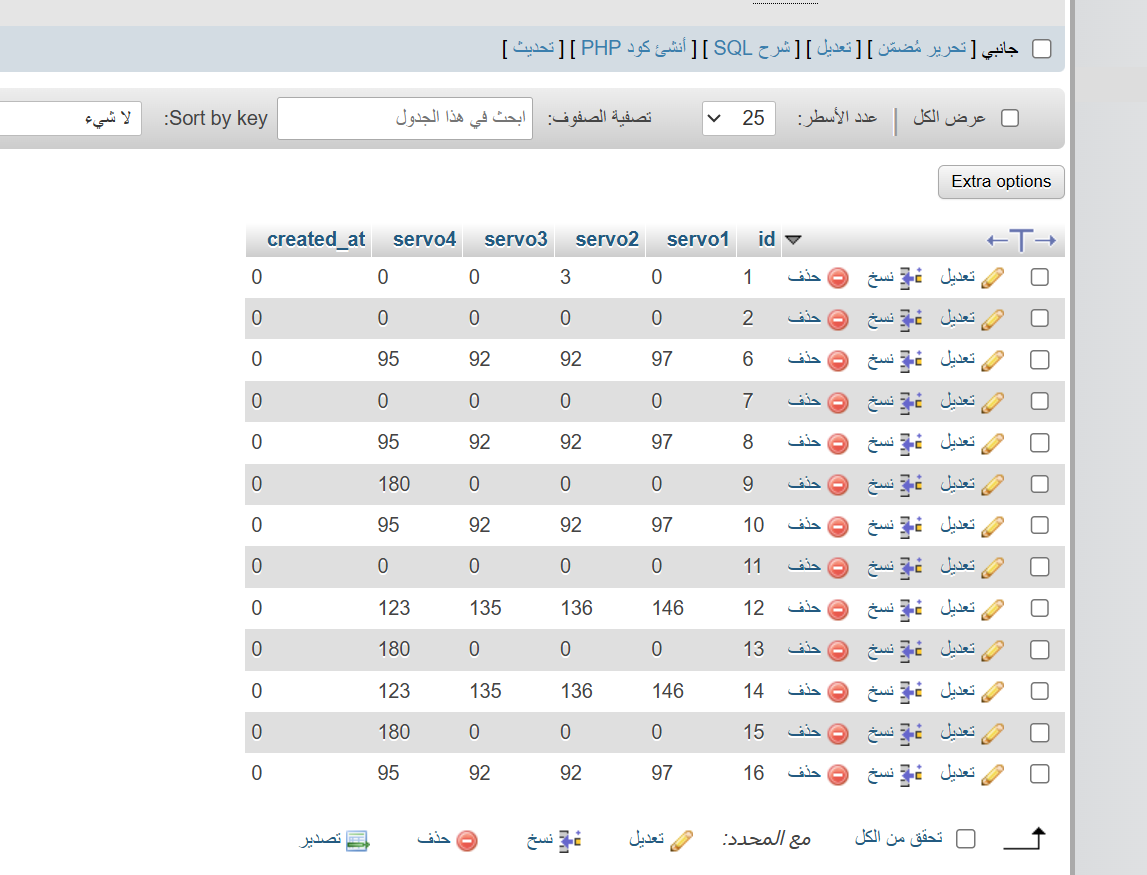 جانبي [ تحرير مُضمّن ] [ تعديل ] [ شرح SQL ] [ أنشئ كود PHP ] [ تحديث ]
عرض الكل | عدد الأسطر: 25 تصفية الصفوف: ابحث في هذا الجدول Sort by key: لا شيء
Extra options
id servo1 servo2 servo3 servo4 created_at
تعديل نسخ حذف 1 0 3 0 0 0
تعديل نسخ حذف 2 0 0 0 0 0
تعديل نسخ حذف 6 97 92 92 95 0
تعديل نسخ حذف 7 0 0 0 0 0
تعديل نسخ حذف 8 97 92 92 95 0
تعديل نسخ حذف 9 0 0 0 180 0
تعديل نسخ حذف 10 97 92 92 95 0
تعديل نسخ حذف 11 0 0 0 0 0
تعديل نسخ حذف 12 146 136 135 123 0
تعديل نسخ حذف 13 0 0 0 180 0
تعديل نسخ حذف 14 146 136 135 123 0
تعديل نسخ حذف 15 0 0 0 180 0
تعديل نسخ حذف 16 97 92 92 95 0
تحقق من الكل مع المحدد: تعديل نسخ حذف تصدير